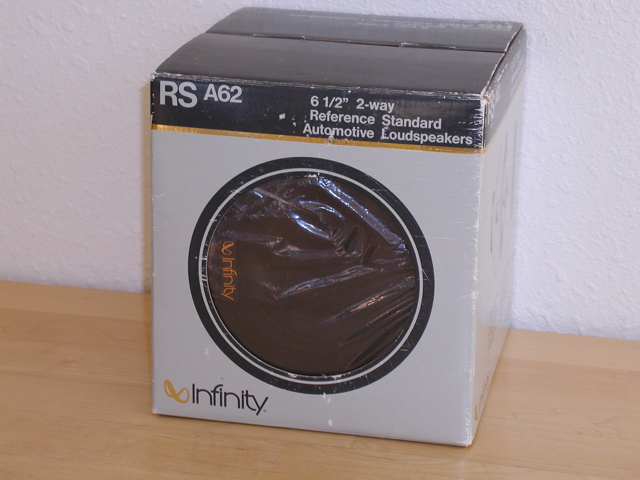 RS A62
6 1/2" 2-way
Reference Standard
Automotive Loudspeakers
Infinity
Infinity